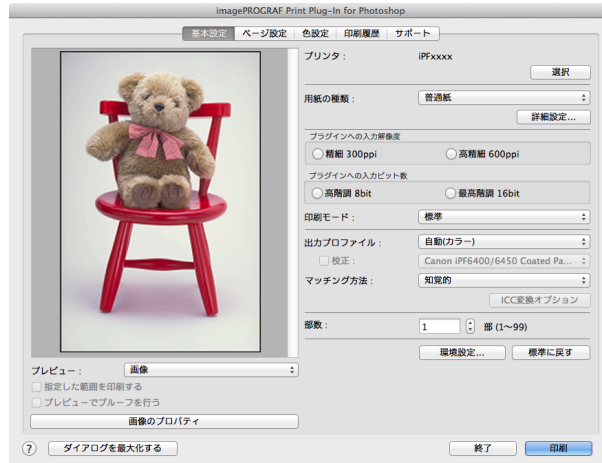 imagePROGRAF Print Plug-In for Photoshop
基本設定 ページ設定 色設定 印刷履歴 サポート
プリンタ： iPFxxxx
選択
用紙の種類： 普通紙
詳細設定...
プラグインへの入力解像度
精細 300ppi 高精細 600ppi
プラグインへの入力ビット数
高階調 8bit 最高階調 16bit
印刷モード： 標準
出力プロファイル： 自動(カラー)
校正： Canon iPF6400/6450 Coated Pa...
マッチング方法： 知覚的
ICC変換オプション
部数： 1 部 (1〜99)
環境設定... 標準に戻す
プレビュー： 画像
指定した範囲を印刷する
プレビューでプルーフを行う
画像のプロパティ
? ダイアログを最大化する 終了 印刷